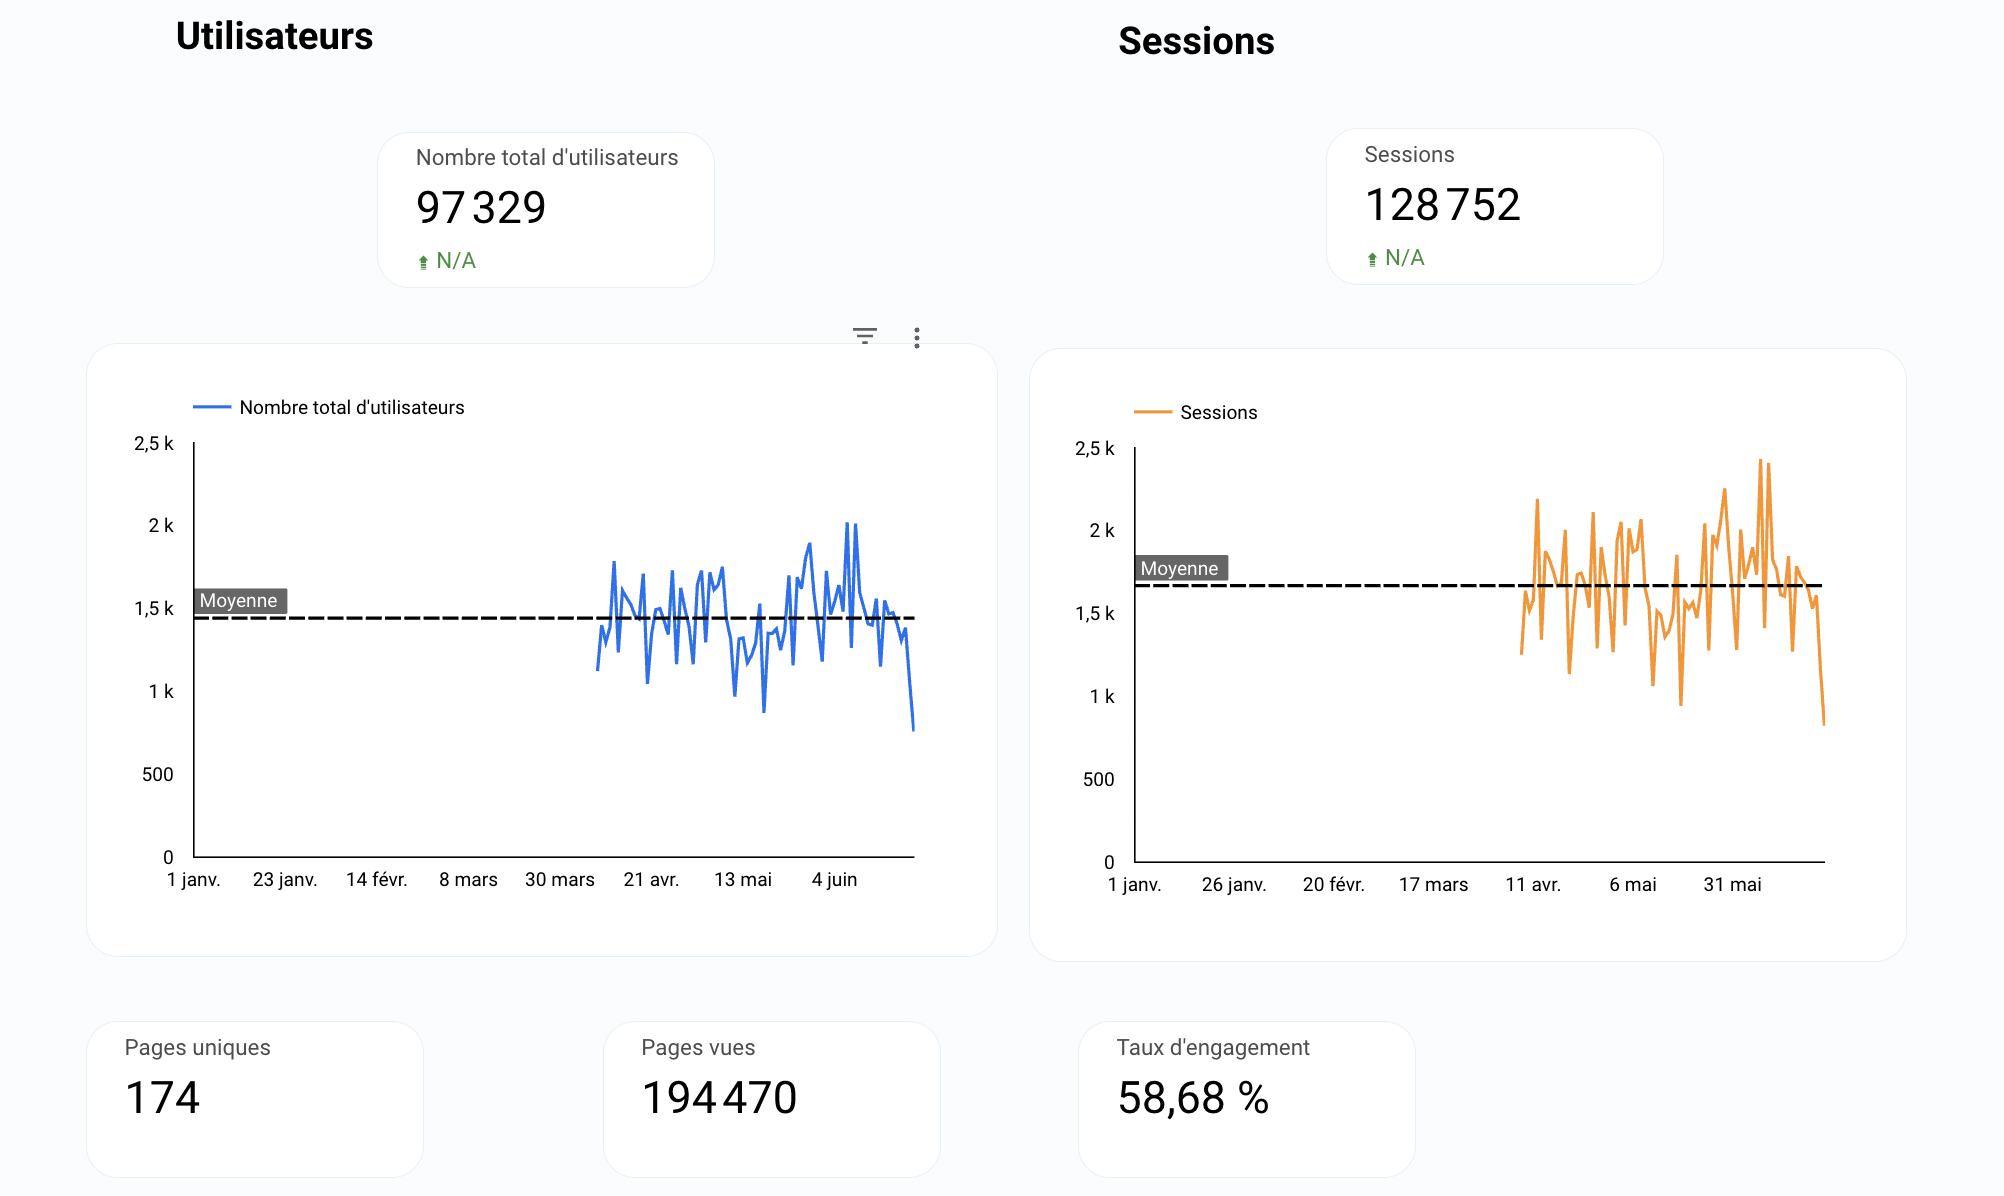 Utilisateurs
Nombre total d'utilisateurs
97 329
N/A
Nombre total d'utilisateurs
2,5 k
2 k
1,5 k
1 k
500
0
Moyenne
1 janv.
23 janv.
14 févr.
8 mars
30 mars
21 avr.
13 mai
4 juin
Sessions
Sessions
128 752
N/A
Sessions
2,5 k
2 k
1,5 k
1 k
500
0
Moyenne
1 janv.
26 janv.
20 févr.
17 mars
11 avr.
6 mai
31 mai
Pages uniques
174
Pages vues
194 470
Taux d'engagement
58,68 %